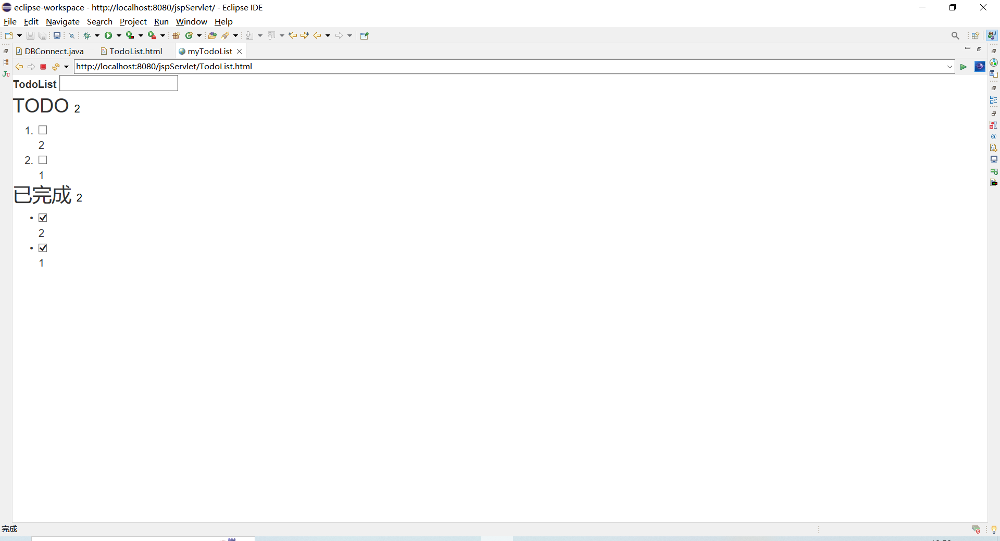 eclipse-workspace - http://localhost:8080/jspServlet/ - Eclipse IDE
File Edit Navigate Search Project Run Window Help
DBConnect.java TodoList.html myTodoList
http://localhost:8080/jspServlet/TodoList.html
TodoList
TODO 2
1.
2
2.
1
已完成 2
2
1
完成